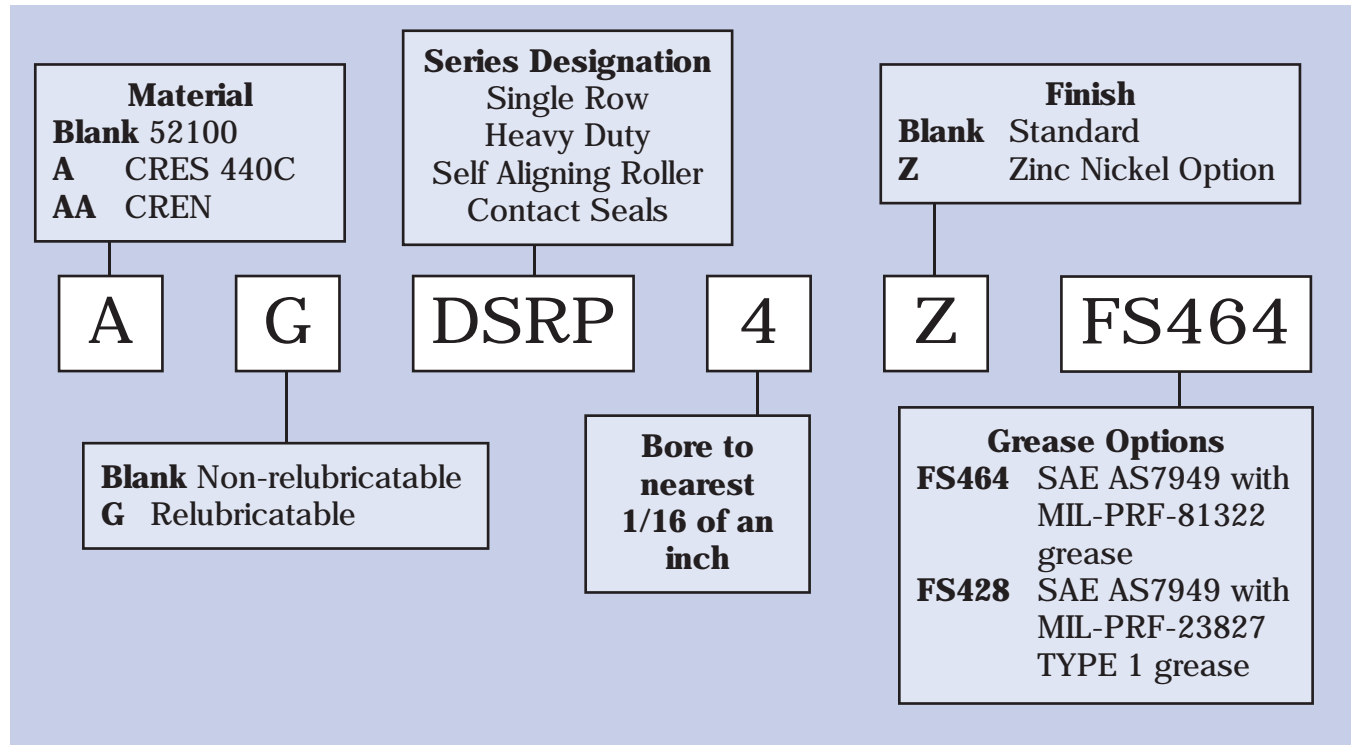 Material
Blank 52100
A CRES 440C
AA CREN
Series Designation
Single Row
Heavy Duty
Self Aligning Roller
Contact Seals
Finish
Blank Standard
Z Zinc Nickel Option
A G DSRP 4 Z FS464
Blank Non-relubricatable
G Relubricatable
Bore to
nearest
1/16 of an
inch
Grease Options
FS464 SAE AS7949 with
MIL-PRF-81322
grease
FS428 SAE AS7949 with
MIL-PRF-23827
TYPE 1 grease